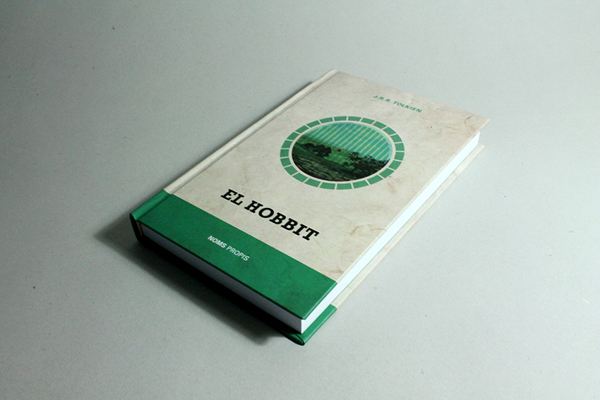 J.R.R. TOLKIEN
EL HOBBIT
NOMS PROPIS